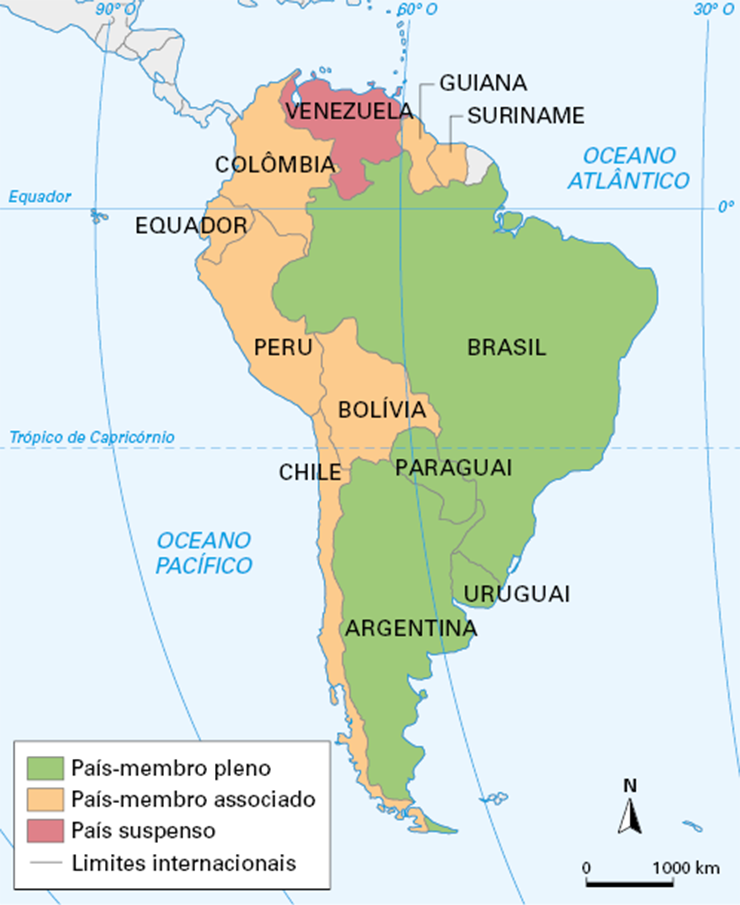 90° O
60° O
30° O
GUIANA
VENEZUELA
SURINAME
COLÔMBIA
OCEANO
ATLÂNTICO
Equador
0°
EQUADOR
PERU
BRASIL
BOLÍVIA
Trópico de Capricórnio
CHILE
PARAGUAI
OCEANO
PACÍFICO
URUGUAI
ARGENTINA
País-membro pleno
País-membro associado
País suspenso
Limites internacionais
N
0 1000 km